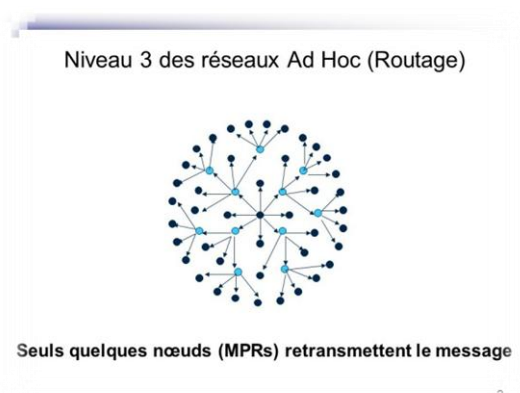 Niveau 3 des réseaux Ad Hoc (Routage)
Seuls quelques nœuds (MPRs) retransmettent le message